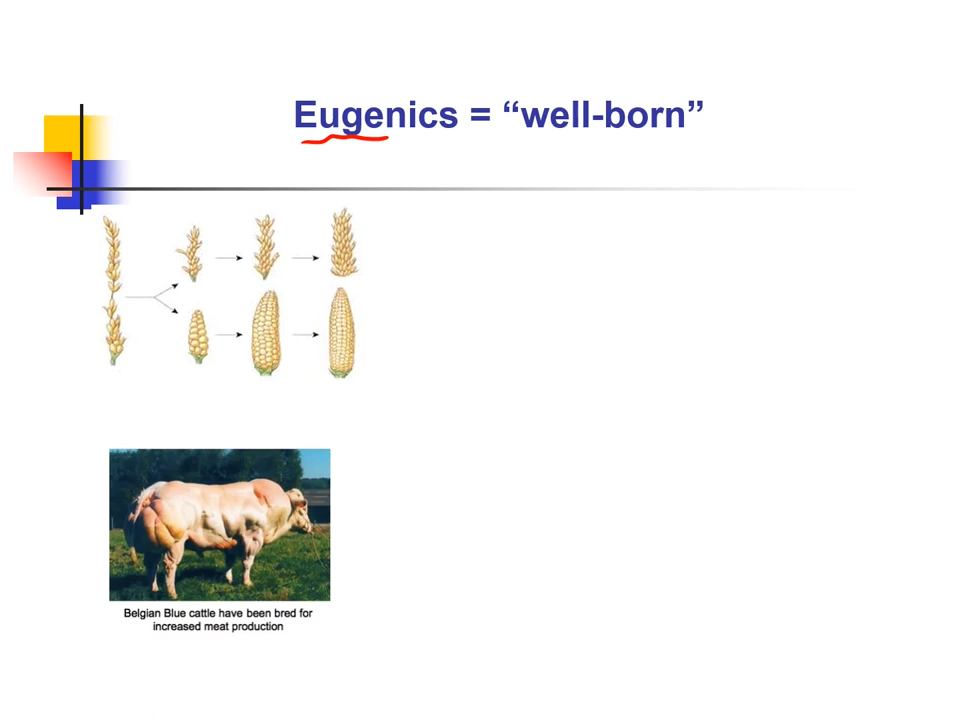 Eugenics = “well-born”
Belgian Blue cattle have been bred for
increased meat production